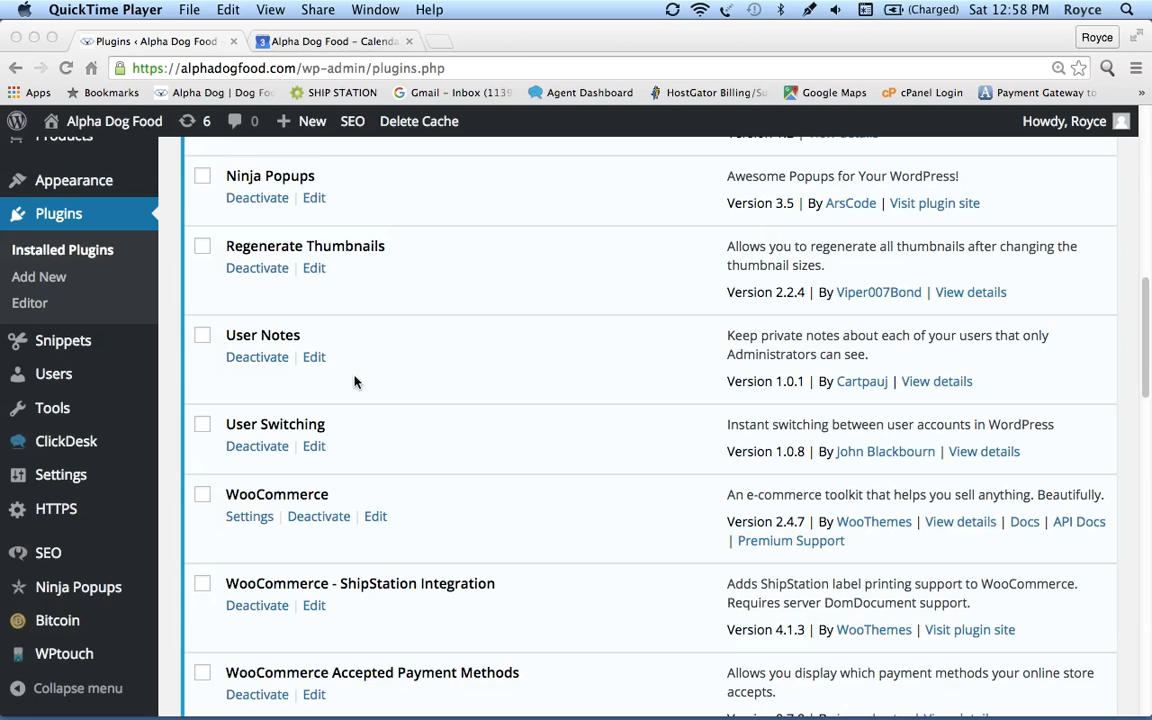 QuickTime Player File Edit View Share Window Help (Charged) Sat 12:58 PM Royce
Plugins ‹ Alpha Dog Food × 3 Alpha Dog Food – Calenda × Royce
https://alphadogfood.com/wp-admin/plugins.php
Apps Bookmarks Alpha Dog | Dog Fo SHIP STATION Gmail – Inbox (1139 Agent Dashboard HostGator Billing/Su Google Maps cPanel Login Payment Gateway to »
Alpha Dog Food 6 0 New SEO Delete Cache Howdy, Royce
Products
Appearance
Plugins
Installed Plugins
Add New
Editor
Snippets
Users
Tools
ClickDesk
Settings
HTTPS
SEO
Ninja Popups
Bitcoin
WPtouch
Collapse menu
Ninja Popups
Deactivate | Edit
Awesome Popups for Your WordPress!
Version 3.5 | By ArsCode | Visit plugin site
Regenerate Thumbnails
Deactivate | Edit
Allows you to regenerate all thumbnails after changing the
thumbnail sizes.
Version 2.2.4 | By Viper007Bond | View details
User Notes
Deactivate | Edit
Keep private notes about each of your users that only
Administrators can see.
Version 1.0.1 | By Cartpauj | View details
User Switching
Deactivate | Edit
Instant switching between user accounts in WordPress
Version 1.0.8 | By John Blackbourn | View details
WooCommerce
Settings | Deactivate | Edit
An e-commerce toolkit that helps you sell anything. Beautifully.
Version 2.4.7 | By WooThemes | View details | Docs | API Docs
| Premium Support
WooCommerce - ShipStation Integration
Deactivate | Edit
Adds ShipStation label printing support to WooCommerce.
Requires server DomDocument support.
Version 4.1.3 | By WooThemes | Visit plugin site
WooCommerce Accepted Payment Methods
Deactivate | Edit
Allows you display which payment methods your online store
accepts.